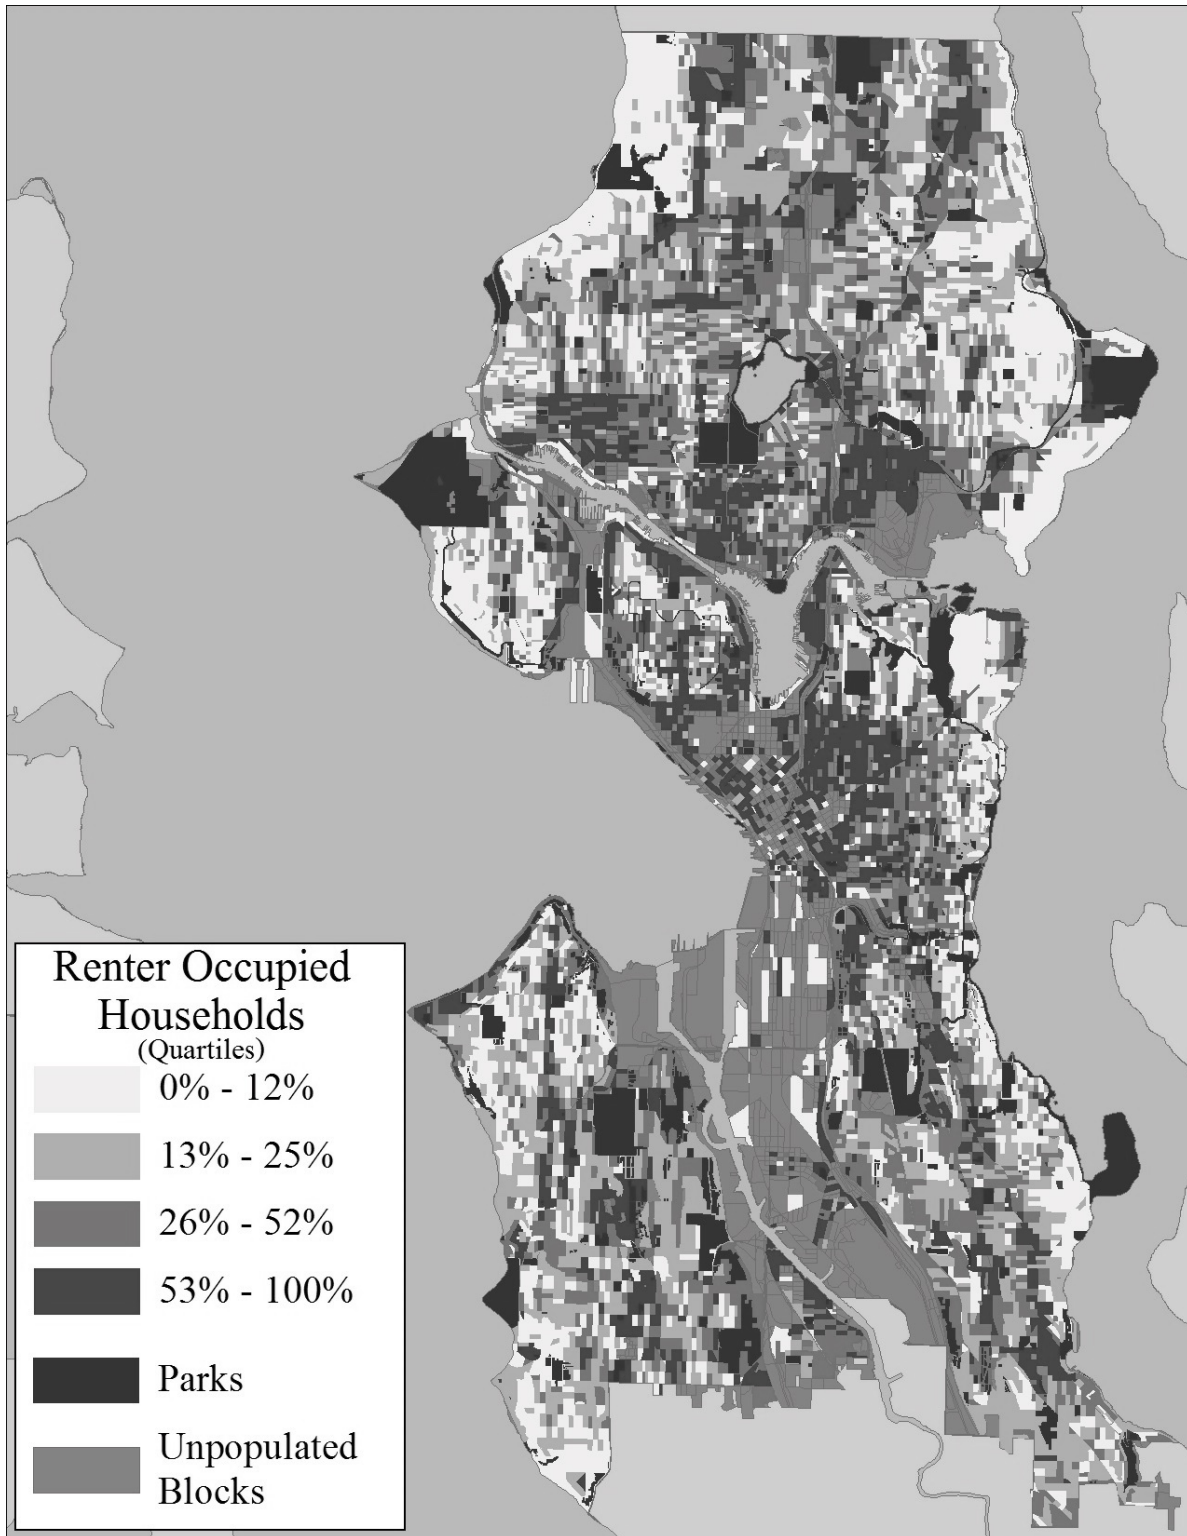 Renter Occupied
Households
(Quartiles)
0% - 12%
13% - 25%
26% - 52%
53% - 100%
Parks
Unpopulated
Blocks